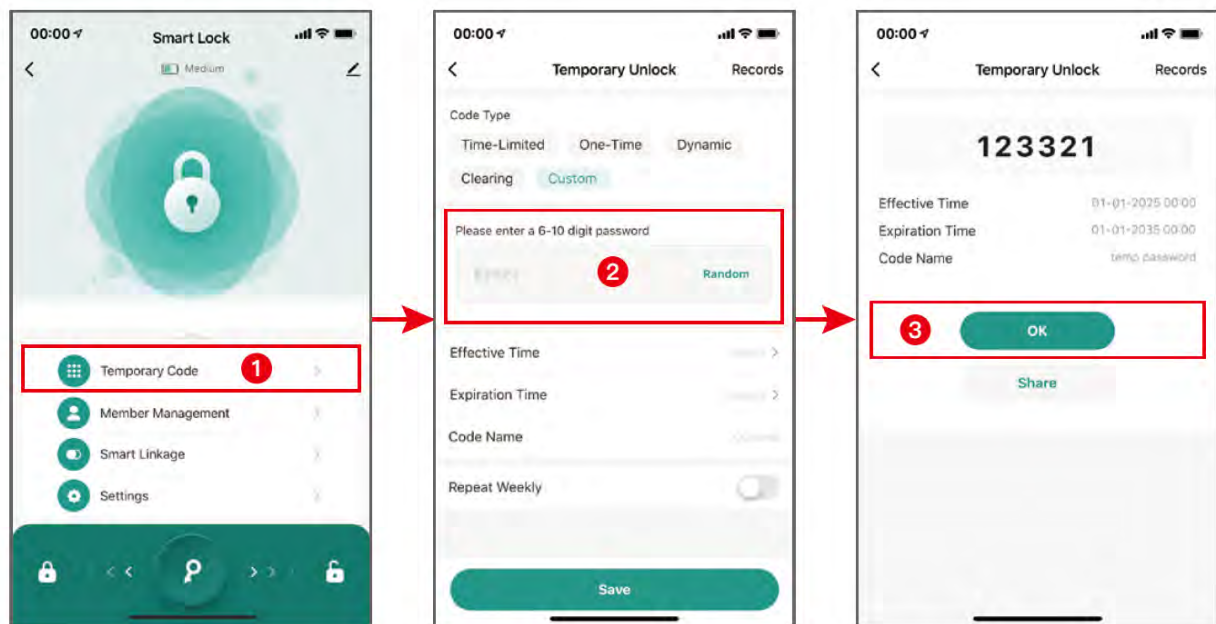 00:00
Smart Lock
Medium
Temporary Code
1
Member Management
Smart Linkage
Settings
00:00
Temporary Unlock
Records
Code Type
Time-Limited One-Time Dynamic
Clearing Custom
Please enter a 6-10 digit password
2
Random
Effective Time
Expiration Time
Code Name
Repeat Weekly
Save
00:00
Temporary Unlock
Records
123321
Effective Time 01-01-2025 00:00
Expiration Time 01-01-2035 00:00
Code Name temp password
3
OK
Share